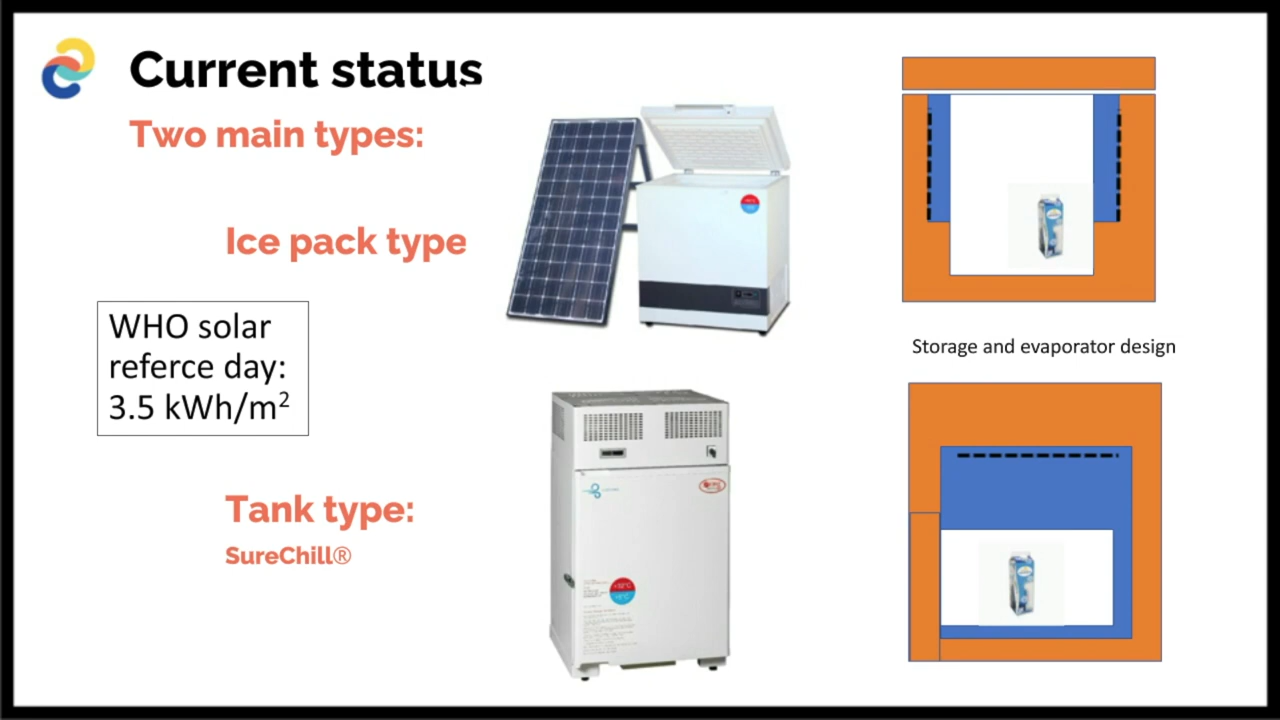 Current status
Two main types:
Ice pack type
WHO solar
referce day:
3.5 kWh/m²
Storage and evaporator design
Tank type:
SureChill®